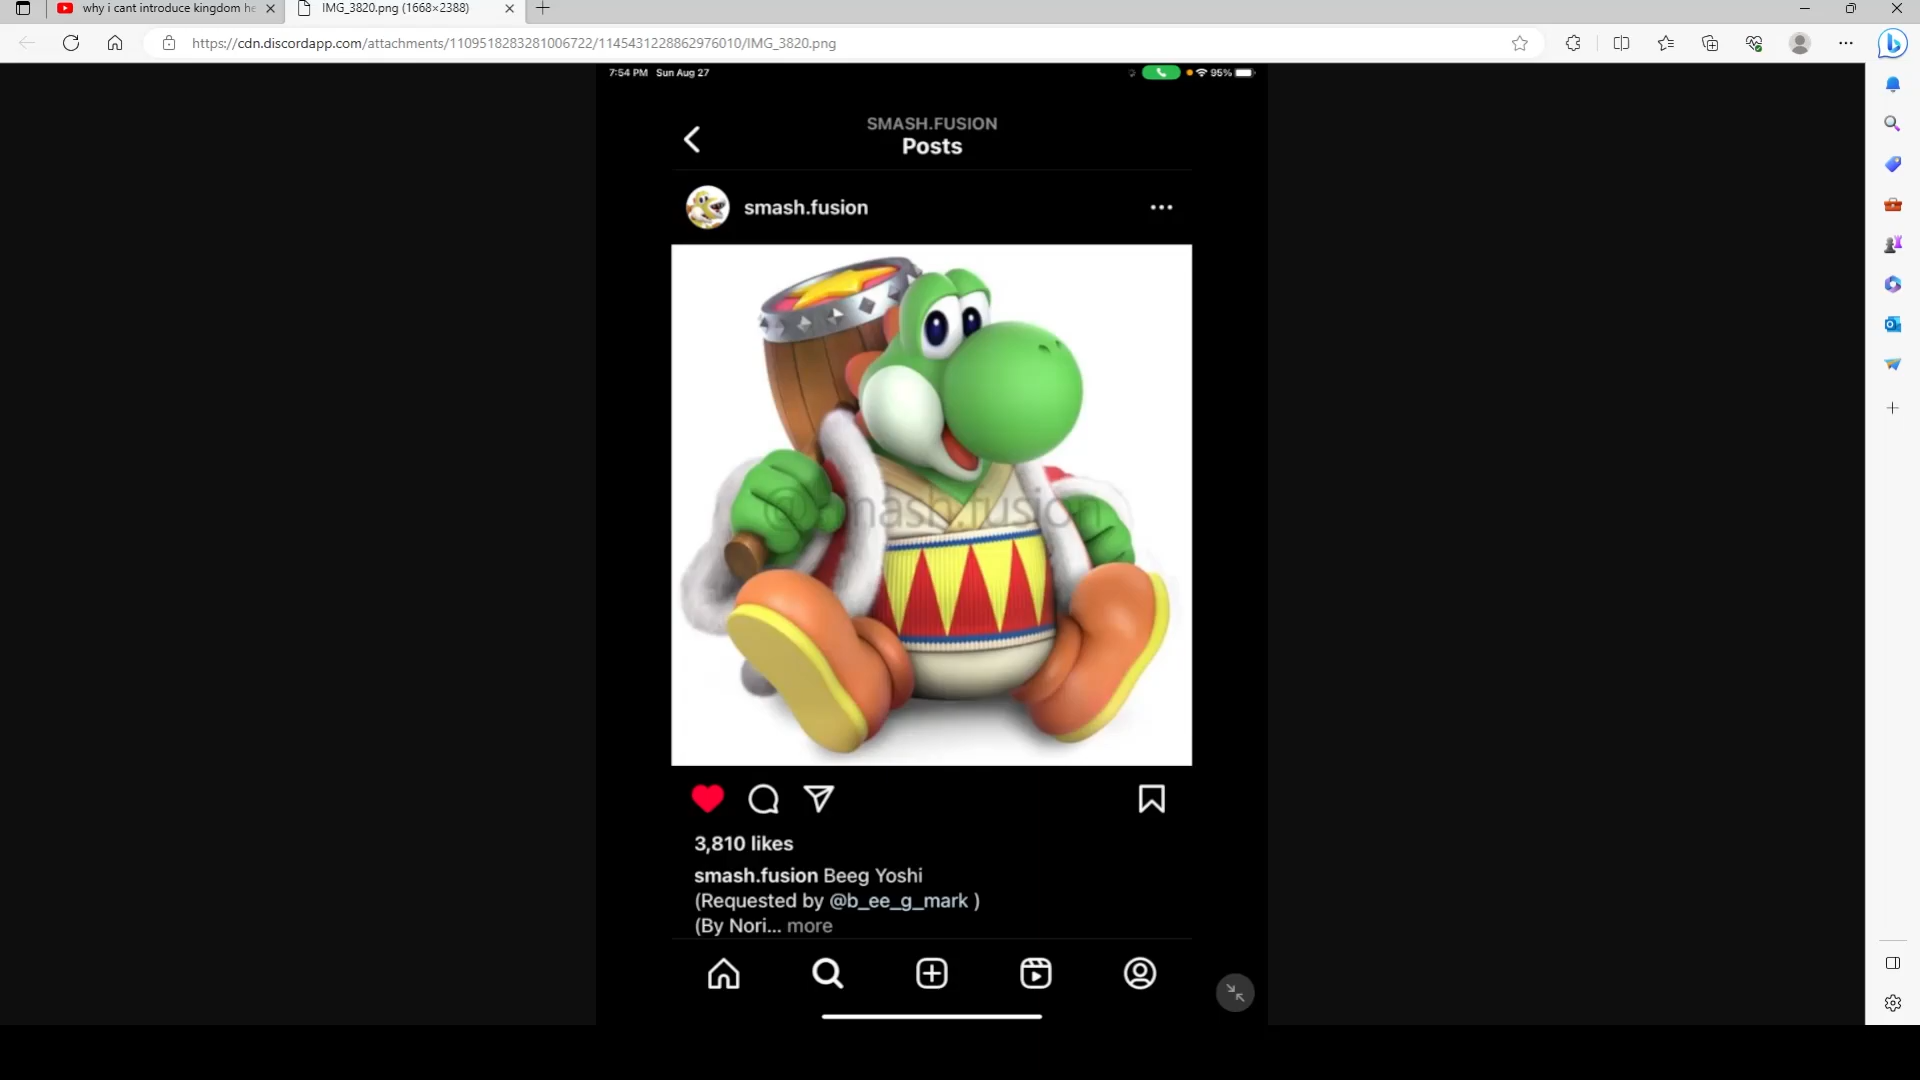 why i cant introduce kingdom he
IMG_3820.png (1668×2388)
https://cdn.discordapp.com/attachments/1109518283281006722/1145431228862976010/IMG_3820.png
7:54 PM Sun Aug 27
95%
SMASH.FUSION
Posts
smash.fusion
@smash.fusion
3,810 likes
smash.fusion Beeg Yoshi
(Requested by @b_ee_g_mark )
(By Nori... more